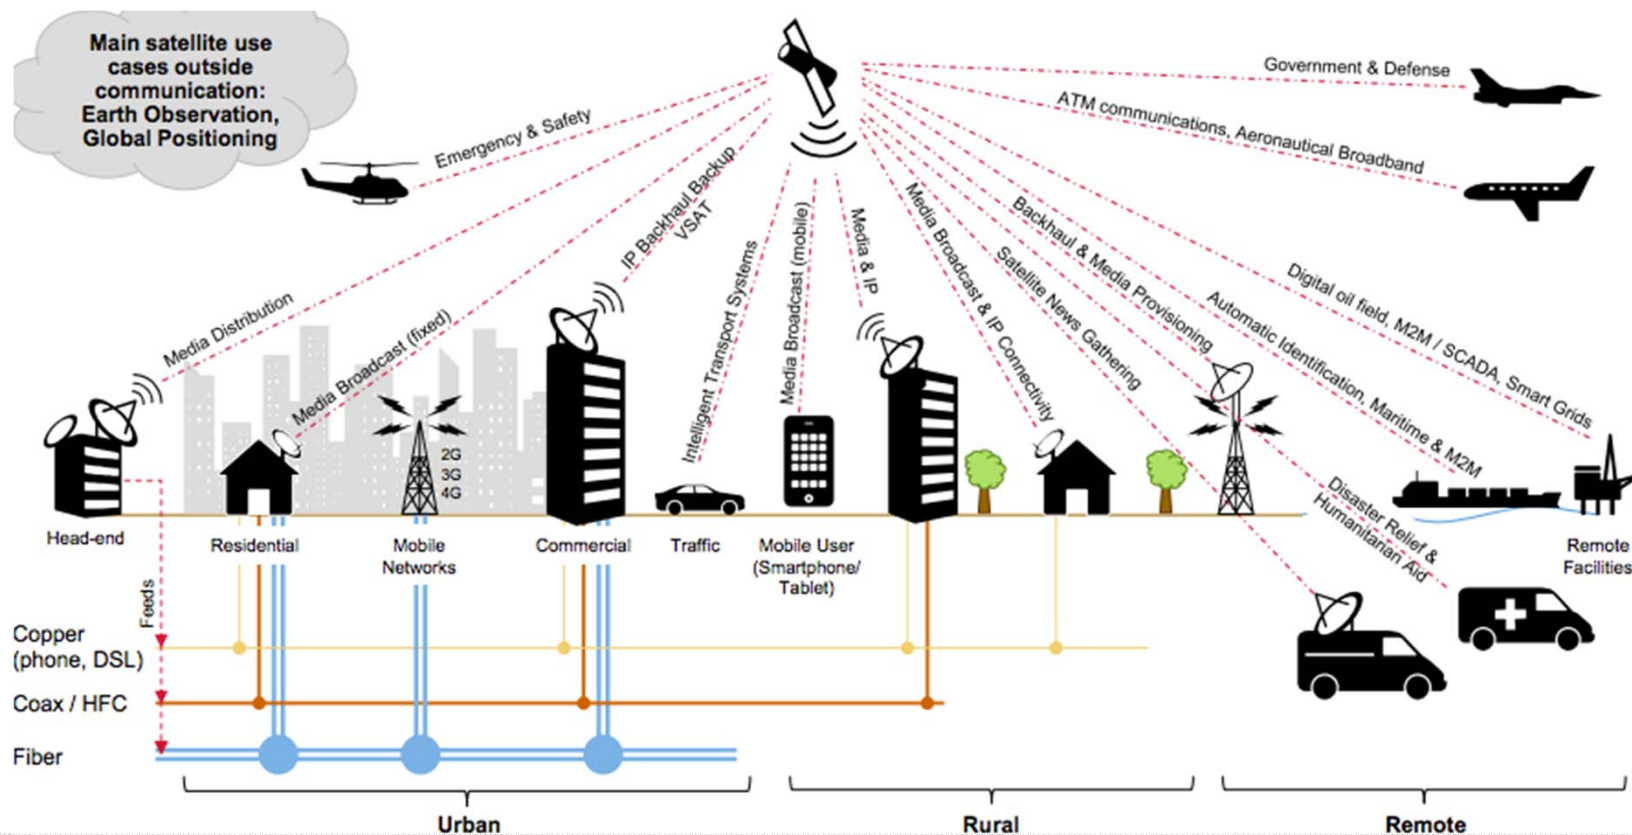 Main satellite use
cases outside
communication:
Earth Observation,
Global Positioning
Government & Defense
ATM communications, Aeronautical Broadband
Emergency & Safety
IP Backhaul Backup
VSAT
Media Distribution
Media Broadcast (fixed)
Intelligent Transport Systems
Media Broadcast (mobile)
Media & IP
Media Broadcast & IP Connectivity
Satellite News Gathering
Backhaul & Media Provisioning
Automatic Identification, Maritime & M2M
Digital oil field, M2M / SCADA, Smart Grids
Disaster Relief &
Humanitarian Aid
2G
3G
4G
Head-end
Residential
Mobile
Networks
Commercial
Traffic
Mobile User
(Smartphone/
Tablet)
Remote
Facilities
Feeds
Copper
(phone, DSL)
Coax / HFC
Fiber
Urban
Rural
Remote